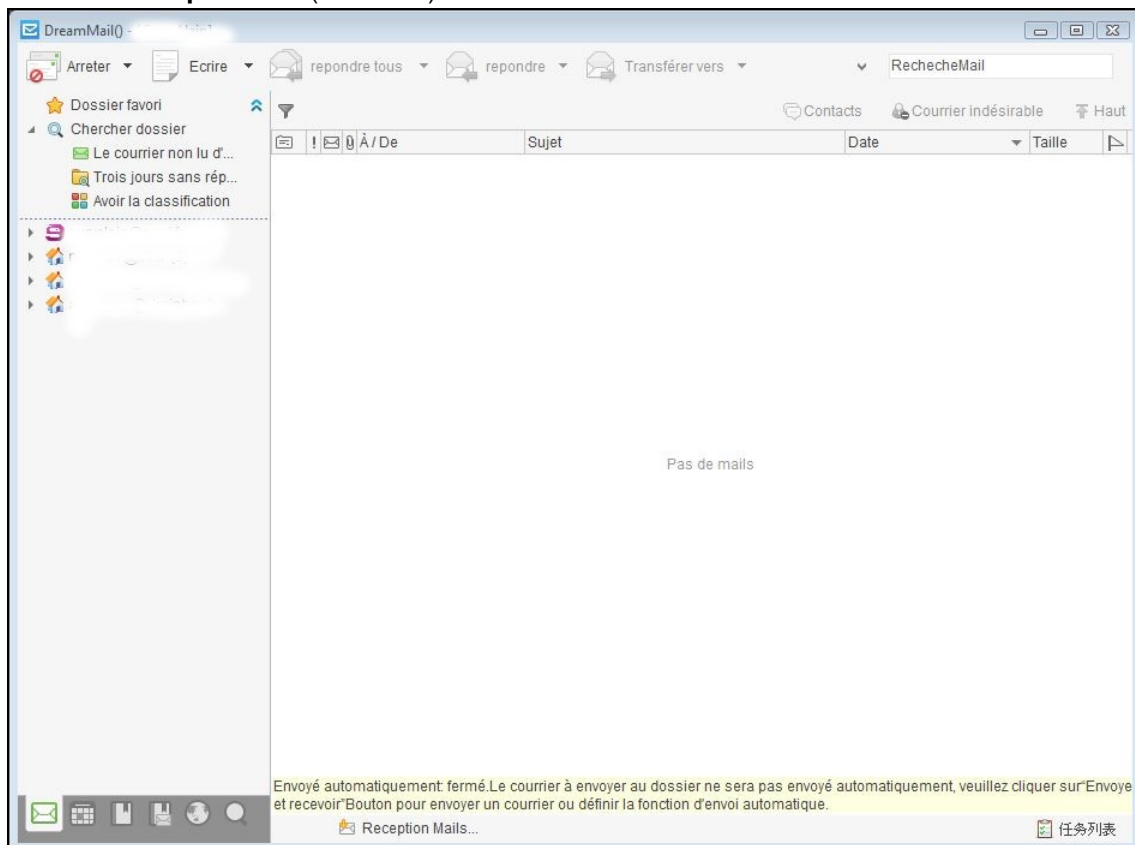 DreamMail() -
Arreter Ecrire repondre tous repondre Transférer vers RechecheMail
Dossier favori
Contacts Courrier indésirable Haut
Chercher dossier
! À / De Sujet Date Taille
Le courrier non lu d'...
Trois jours sans rép...
Avoir la classification
Pas de mails
Envoyé automatiquement: fermé.Le courrier à envoyer au dossier ne sera pas envoyé automatiquement, veuillez cliquer sur“Envoye
et recevoir”Bouton pour envoyer un courrier ou définir la fonction d'envoi automatique.
Reception Mails...
任务列表